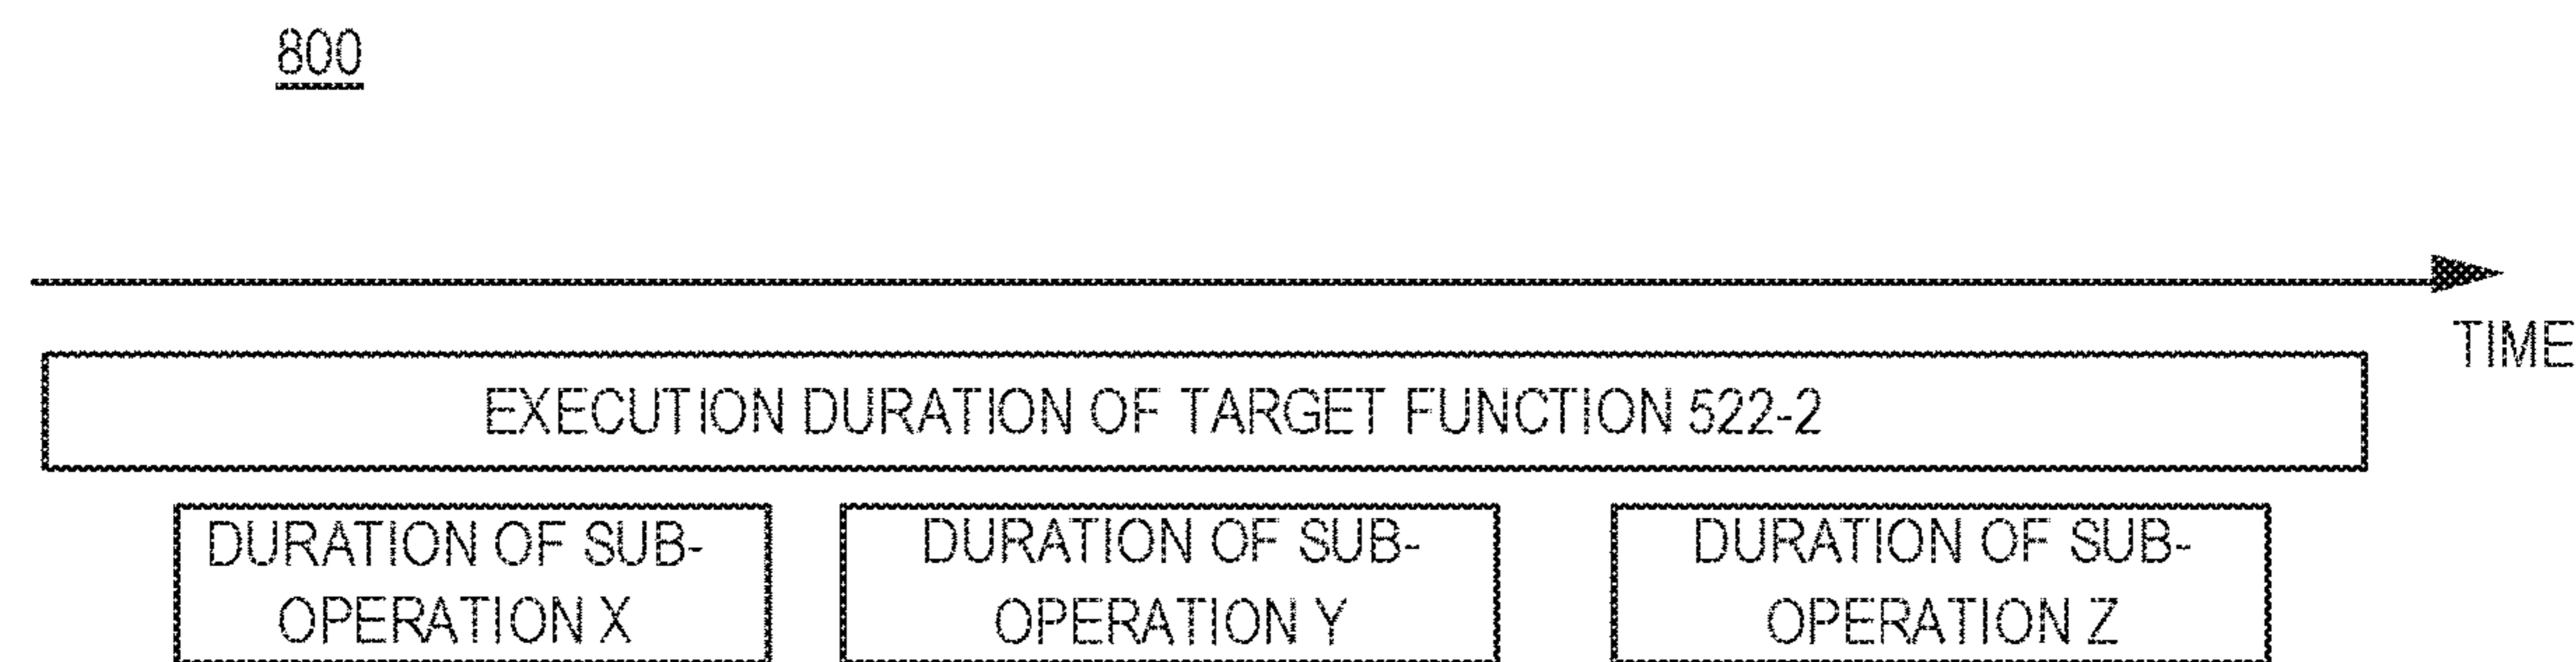 800
TIME
EXECUTION DURATION OF TARGET FUNCTION 522-2
DURATION OF SUB-
OPERATION X
DURATION OF SUB-
OPERATION Y
DURATION OF SUB-
OPERATION Z